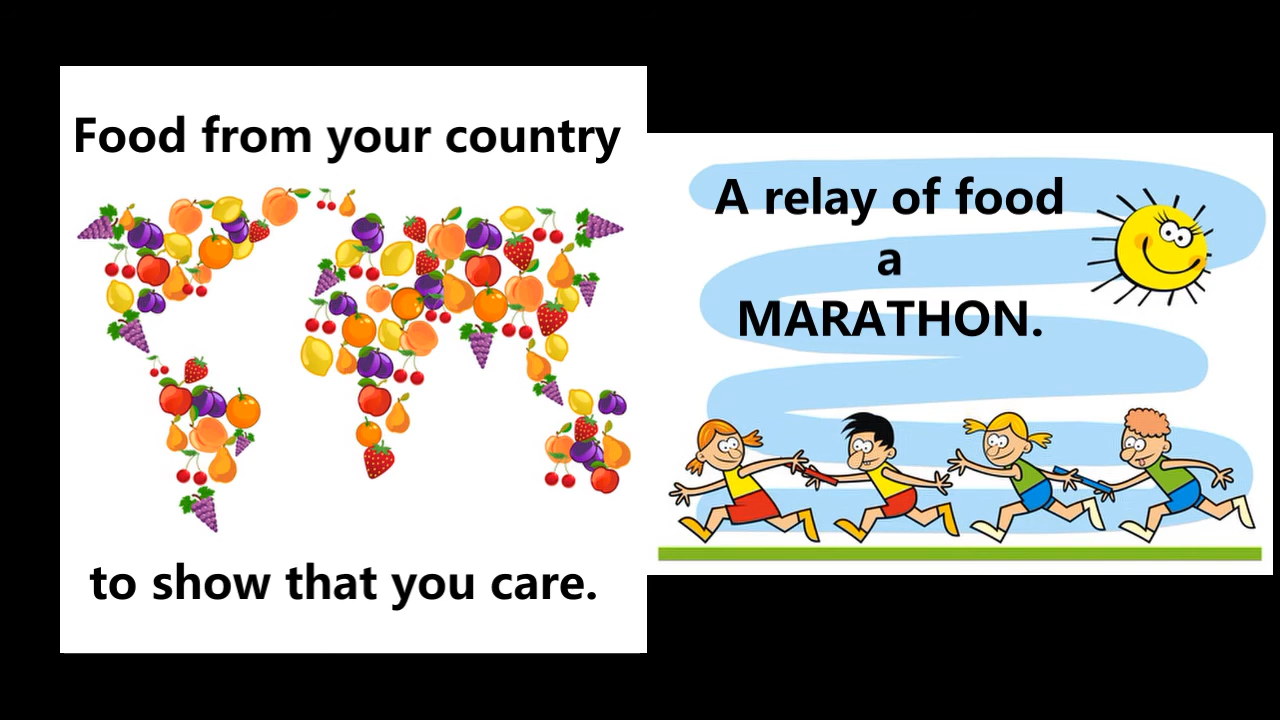 Food from your country
to show that you care.
A relay of food
a
MARATHON.